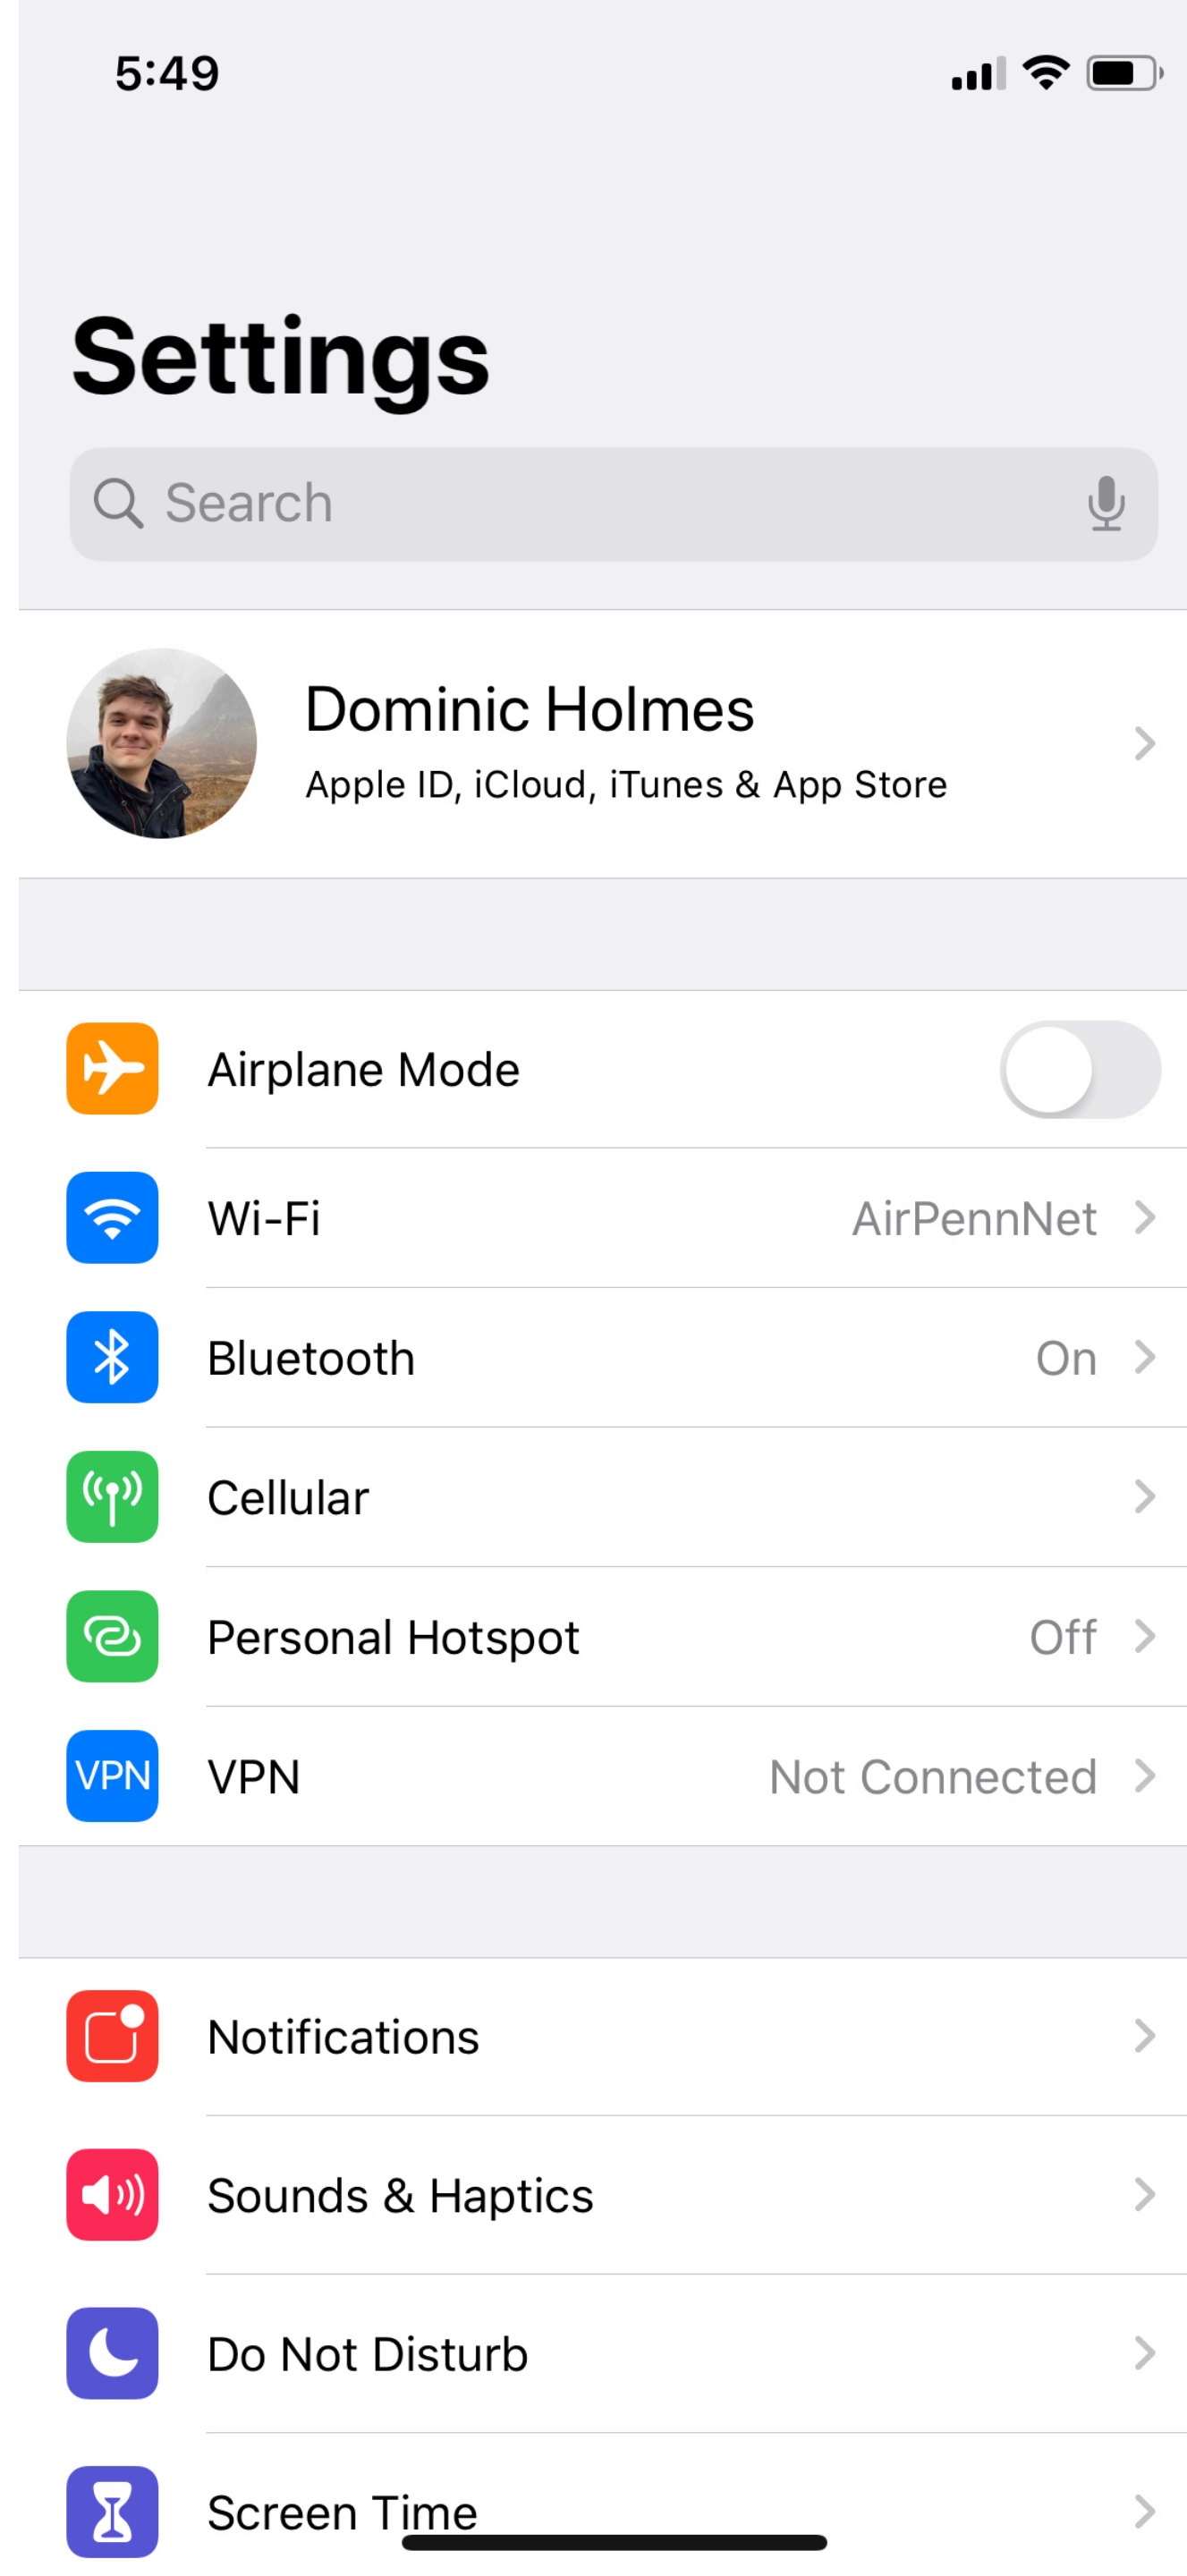 5:49
Settings
Search
Dominic Holmes
Apple ID, iCloud, iTunes & App Store
Airplane Mode
Wi-Fi AirPennNet
Bluetooth On
Cellular
Personal Hotspot Off
VPN VPN Not Connected
Notifications
Sounds & Haptics
Do Not Disturb
Screen Time